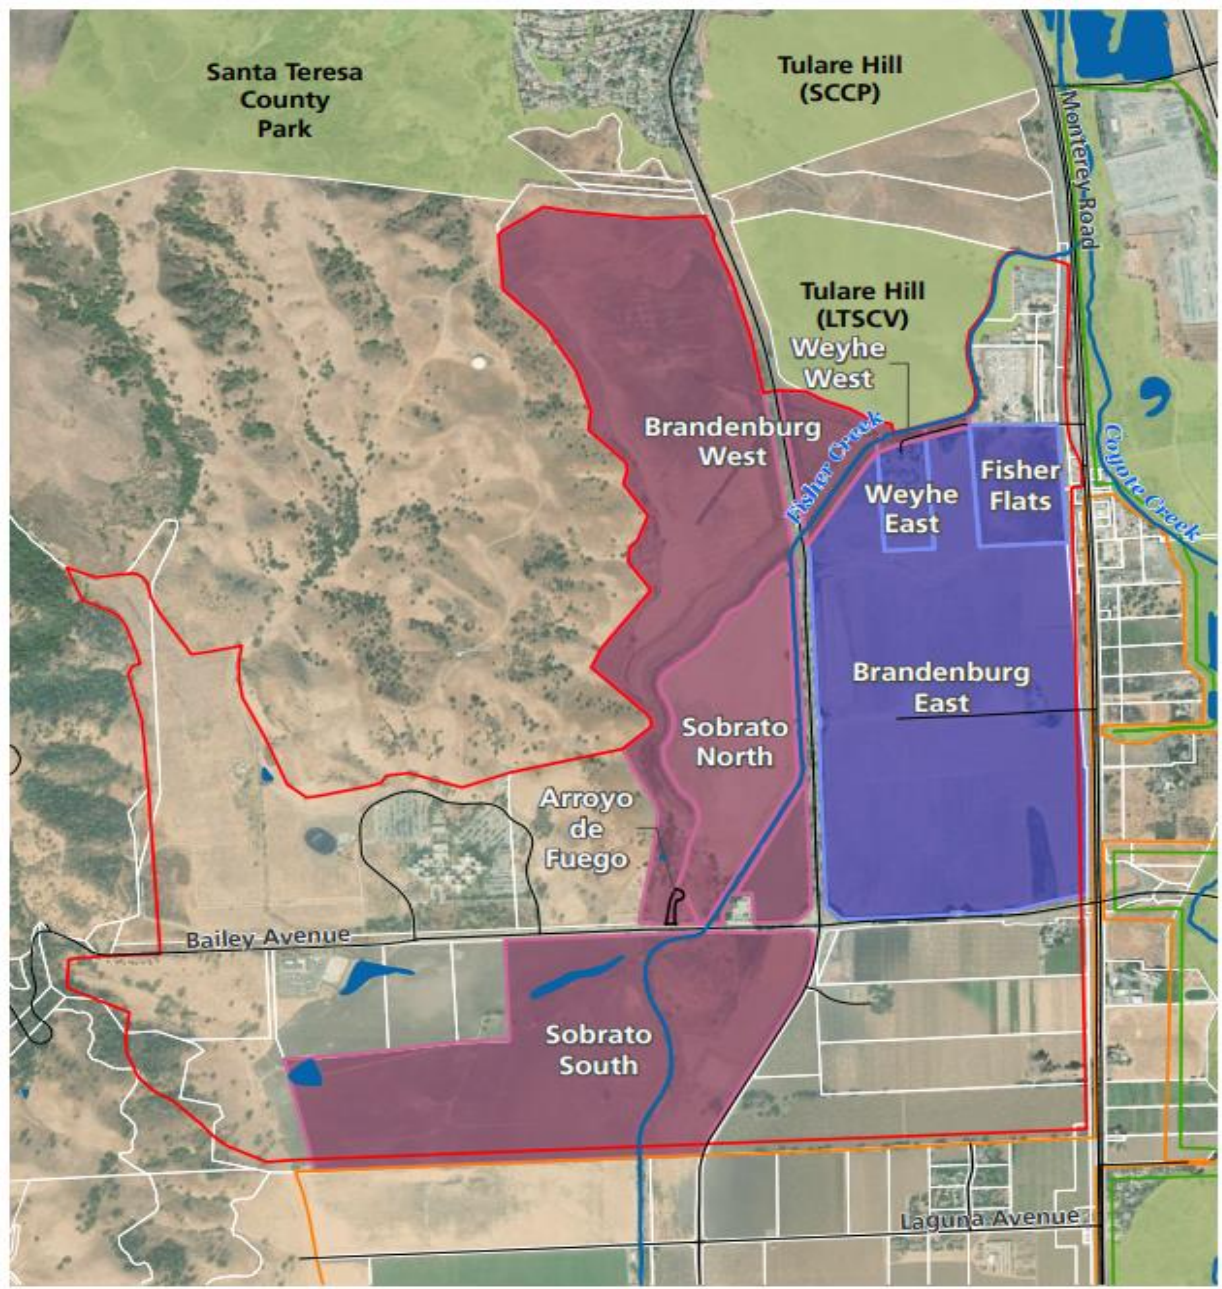 Santa Teresa
County
Park
Tulare Hill
(SCCP)
Monterey Road
Tulare Hill
(LTSCV)
Weyhe
West
Brandenburg
West
Fisher Creek
Coyote Creek
Fisher
Flats
Weyhe
East
Brandenburg
East
Sobrato
North
Arroyo
de
Fuego
Bailey Avenue
Sobrato
South
Laguna Avenue